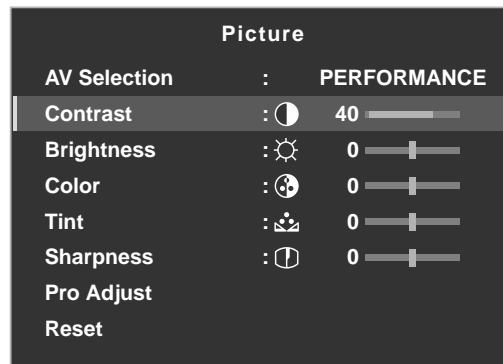 Picture
AV Selection : PERFORMANCE
Contrast : 40
Brightness : 0
Color : 0
Tint : 0
Sharpness : 0
Pro Adjust
Reset